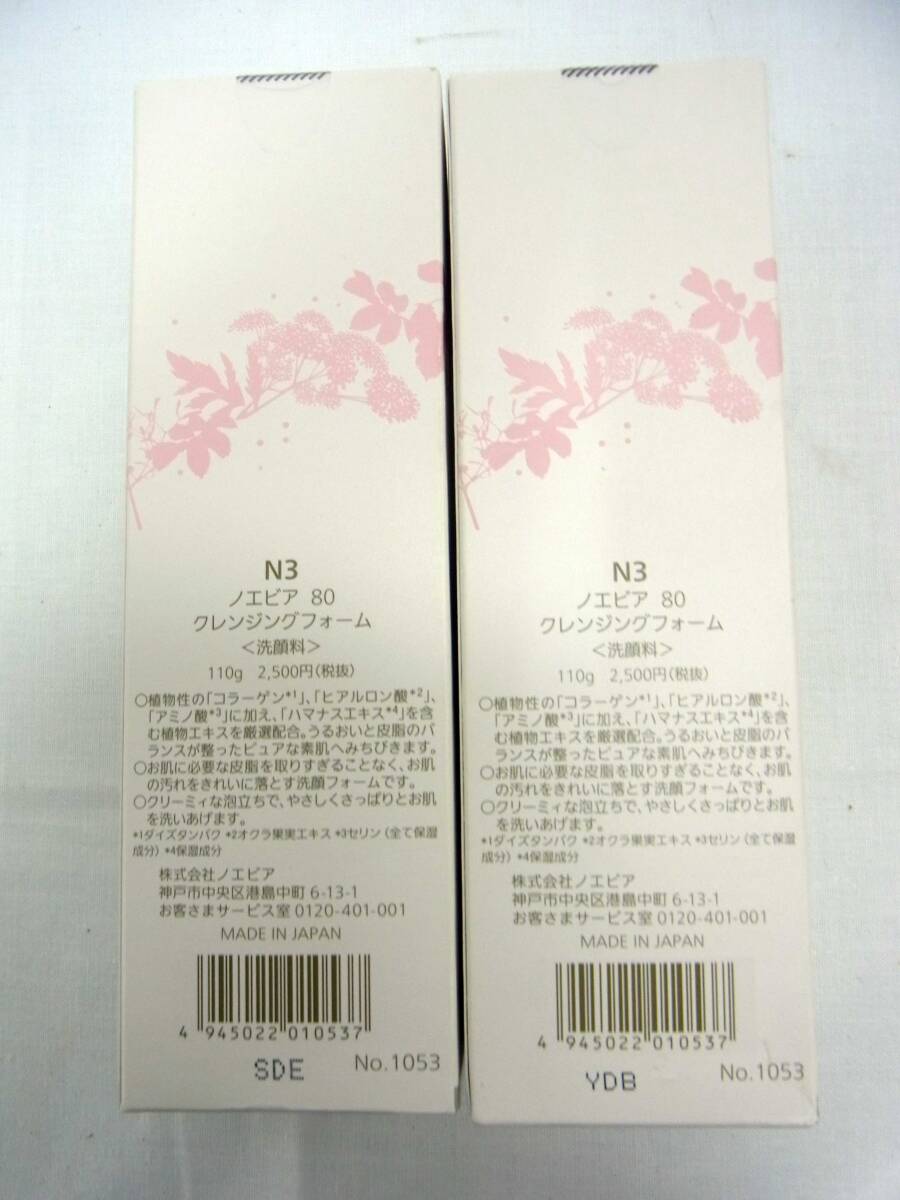 N3
ノエビア 80
クレンジングフォーム
<洗顔料>
110g 2,500円(税抜)
○植物性の「コラーゲン*1」、「ヒアルロン酸*2」、
「アミノ酸*3」に加え、「ハマナスエキス*4」を含
む植物エキスを厳選配合。うるおいと皮脂のバ
ランスが整ったピュアな素肌へみちびきます。
○お肌に必要な皮脂を取りすぎることなく、お肌
の汚れをきれいに落とす洗顔フォームです。
○クリーミィな泡立ちで、やさしくさっぱりとお肌
を洗いあげます。
*1ダイズタンパク *2オクラ果実エキス *3セリン (全て保湿
成分) *4保湿成分
株式会社ノエビア
神戸市中央区港島中町 6-13-1
お客さまサービス室 0120-401-001
MADE IN JAPAN
4 945022 010537
SDE
No.1053
N3
ノエビア 80
クレンジングフォーム
<洗顔料>
110g 2,500円(税抜)
○植物性の「コラーゲン*1」、「ヒアルロン酸*2」、
「アミノ酸*3」に加え、「ハマナスエキス*4」を含
む植物エキスを厳選配合。うるおいと皮脂のバ
ランスが整ったピュアな素肌へみちびきます。
○お肌に必要な皮脂を取りすぎることなく、お肌
の汚れをきれいに落とす洗顔フォームです。
○クリーミィな泡立ちで、やさしくさっぱりとお肌
を洗いあげます。
*1ダイズタンパク *2オクラ果実エキス *3セリン (全て保湿
成分) *4保湿成分
株式会社ノエビア
神戸市中央区港島中町 6-13-1
お客さまサービス室 0120-401-001
MADE IN JAPAN
4 945022 010537
YDB
No.1053